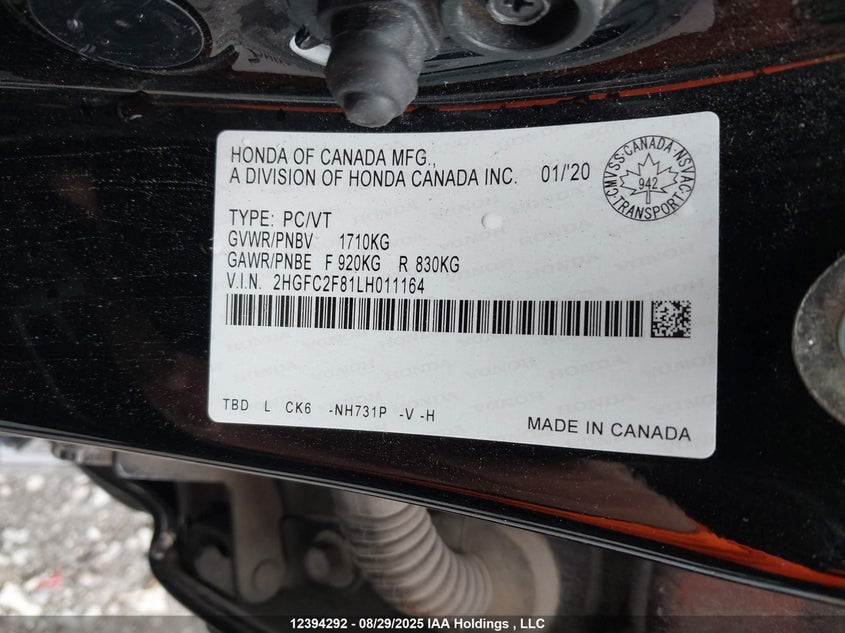 HONDA OF CANADA MFG.,
A DIVISION OF HONDA CANADA INC. 01/'20
CMVSS·CANADA·NSVAC
942
TRANSPORT
TYPE: PC/VT
GVWR/PNBV 1710KG
GAWR/PNBE F 920KG R 830KG
V.I.N. 2HGFC2F81LH011164
TBD L CK6 -NH731P -V -H
MADE IN CANADA
12394292 - 08/29/2025 IAA Holdings , LLC